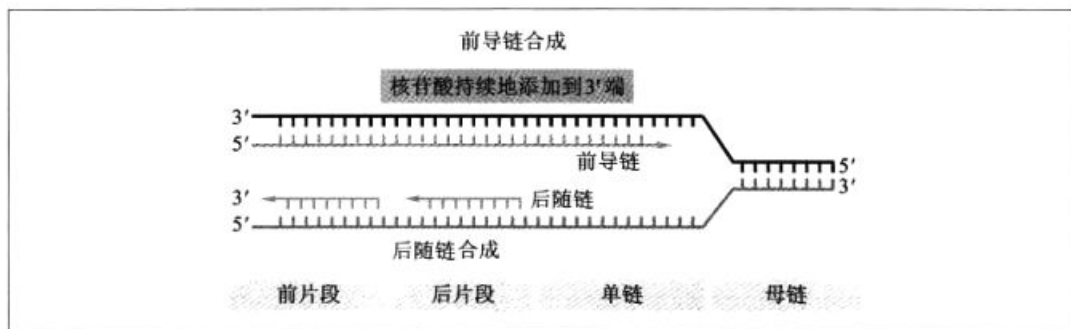 前导链合成
核苷酸持续地添加到3′端
3′
5′
前导链
5′
3′
3′
后随链
5′
后随链合成
前片段 后片段 单链 母链